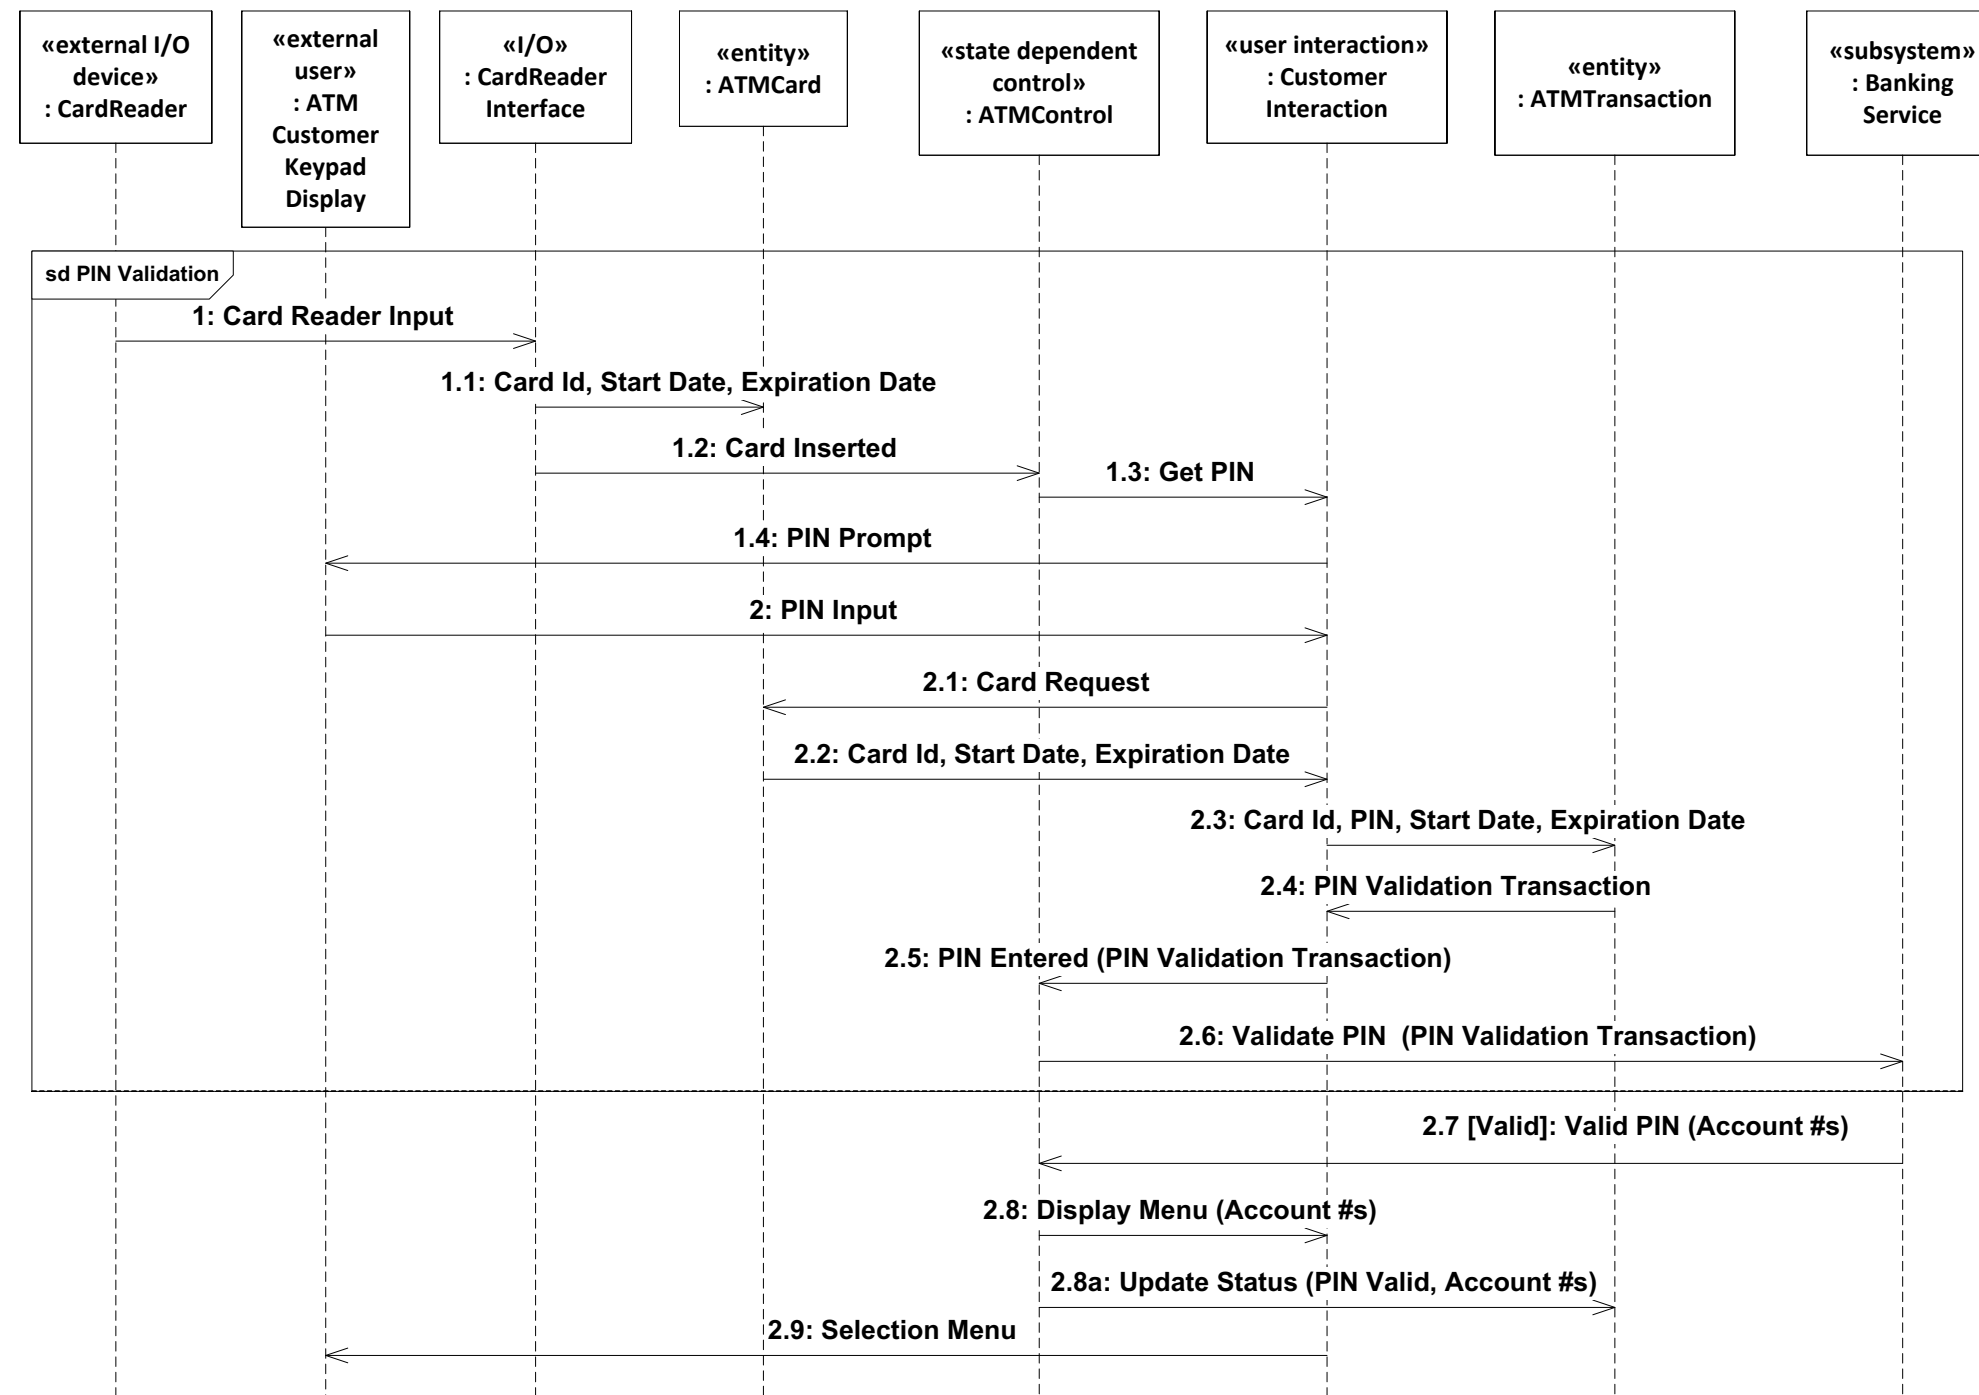 «external I/O
device»
: CardReader
«external
user»
: ATM
Customer
Keypad
Display
«I/O»
: CardReader
Interface
«entity»
: ATMCard
«state dependent
control»
: ATMControl
«user interaction»
: Customer
Interaction
«entity»
: ATMTransaction
«subsystem»
: Banking
Service
sd PIN Validation
1: Card Reader Input
1.1: Card Id, Start Date, Expiration Date
1.2: Card Inserted
1.3: Get PIN
1.4: PIN Prompt
2: PIN Input
2.1: Card Request
2.2: Card Id, Start Date, Expiration Date
2.3: Card Id, PIN, Start Date, Expiration Date
2.4: PIN Validation Transaction
2.5: PIN Entered (PIN Validation Transaction)
2.6: Validate PIN  (PIN Validation Transaction)
2.7 [Valid]: Valid PIN (Account #s)
2.8: Display Menu (Account #s)
2.8a: Update Status (PIN Valid, Account #s)
2.9: Selection Menu